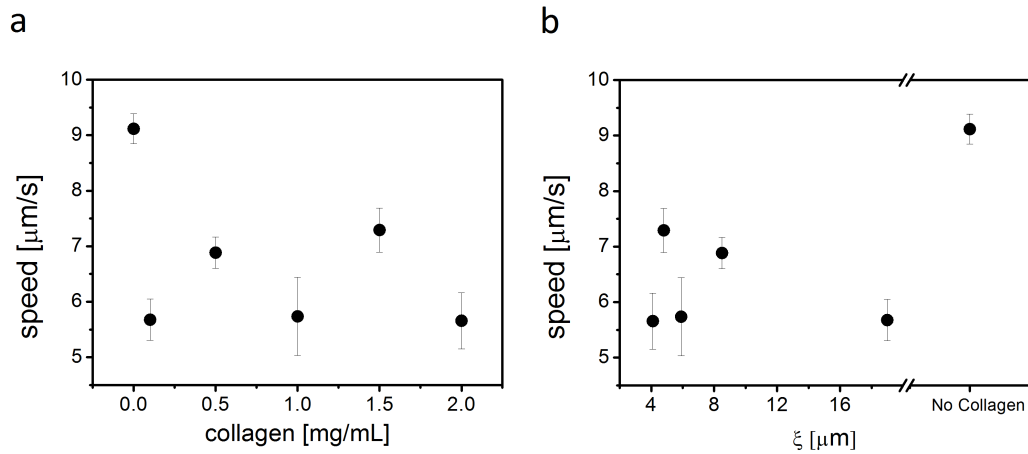 a
10
9
8
7
6
5
speed [μm/s]
0.0 0.5 1.0 1.5 2.0
collagen [mg/mL]
b
10
9
8
7
6
5
speed [μm/s]
4 8 12 16 No Collagen
ξ [μm]